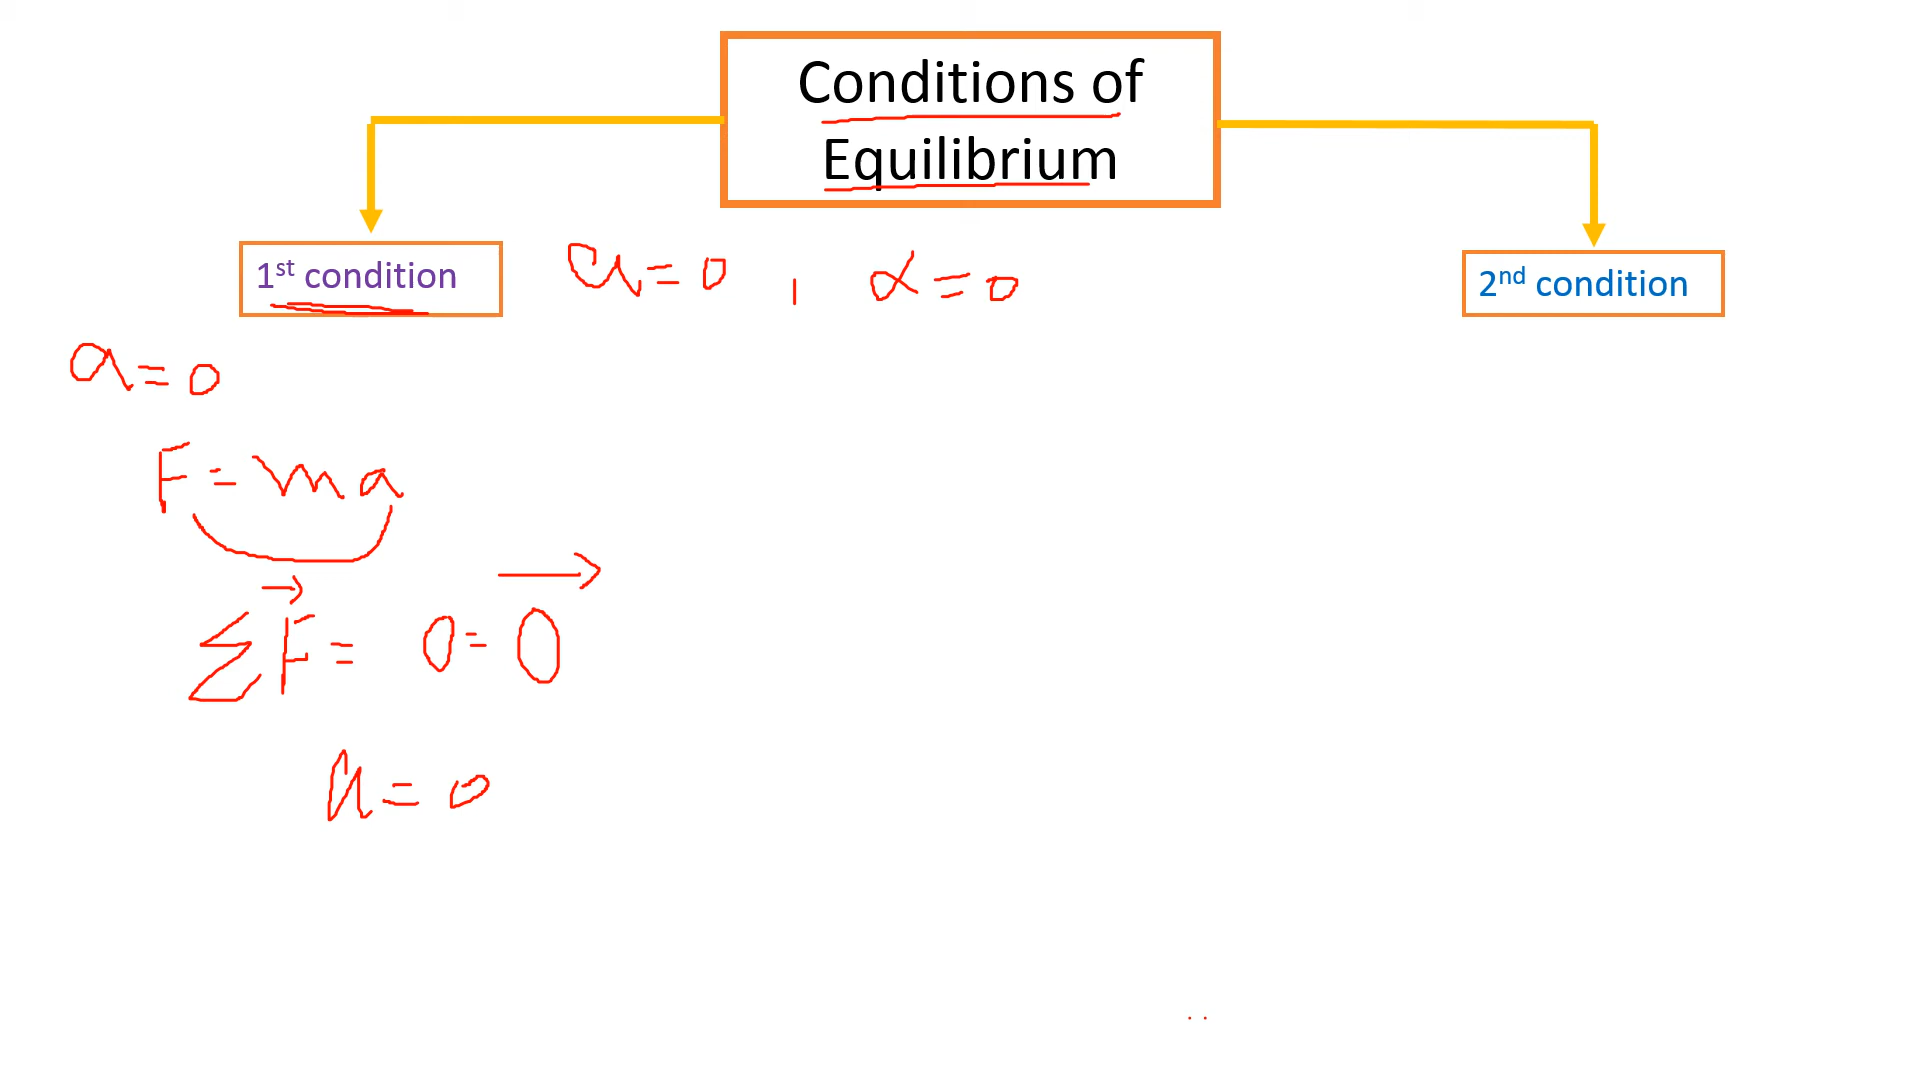 Conditions of
Equilibrium
1st condition
a = 0 , α = 0
2nd condition
a = 0
F = ma
ΣF⃗ = 0 = 0⃗
a = 0